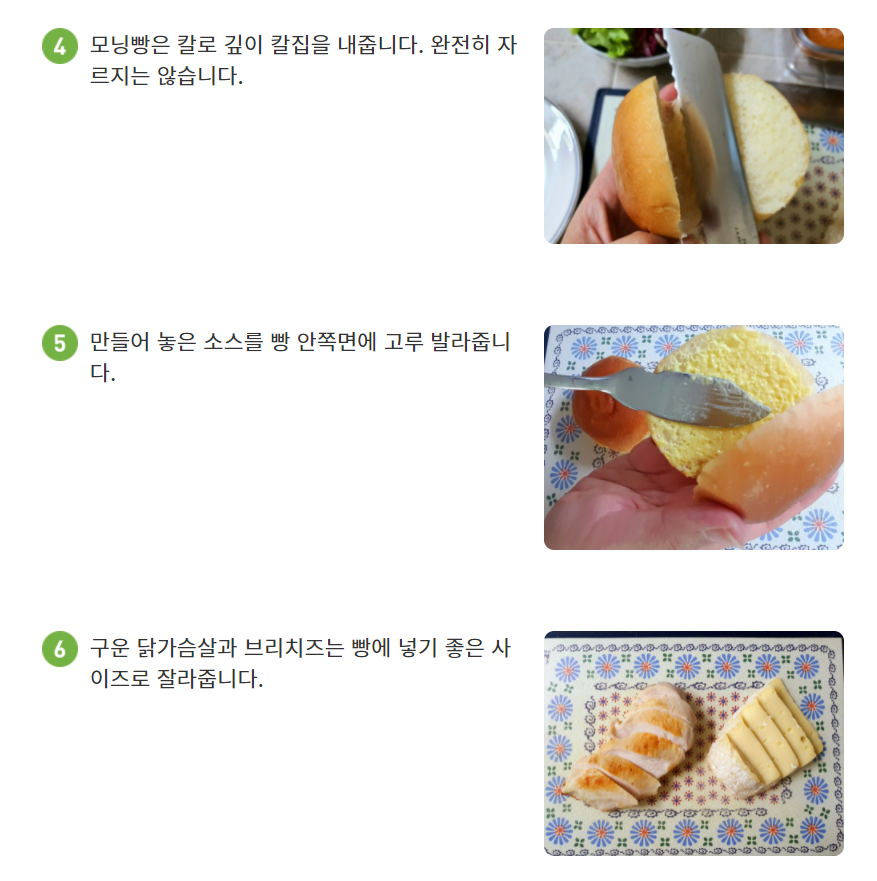 4 모닝빵은 칼로 깊이 칼집을 내줍니다. 완전히 자
르지는 않습니다.
5 만들어 놓은 소스를 빵 안쪽면에 고루 발라줍니
다.
6 구운 닭가슴살과 브리치즈는 빵에 넣기 좋은 사
이즈로 잘라줍니다.